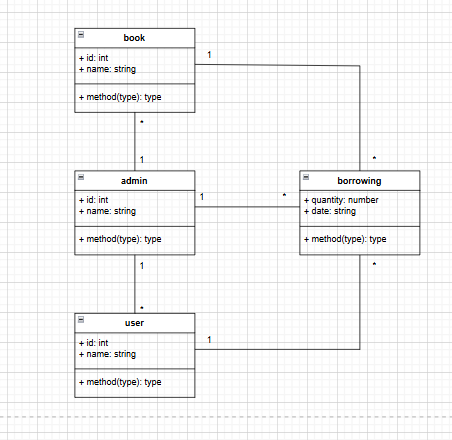 book
+ id: int
+ name: string
+ method(type): type
1
*
*
1
admin
+ id: int
+ name: string
+ method(type): type
1
*
borrowing
+ quantity: number
+ date: string
+ method(type): type
1
*
*
user
+ id: int
+ name: string
+ method(type): type
1